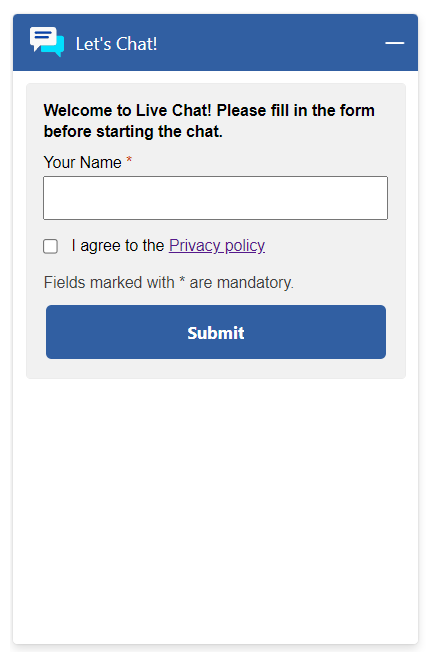 Let's Chat!
Welcome to Live Chat! Please fill in the form
before starting the chat.
Your Name *
I agree to the Privacy policy
Fields marked with * are mandatory.
Submit